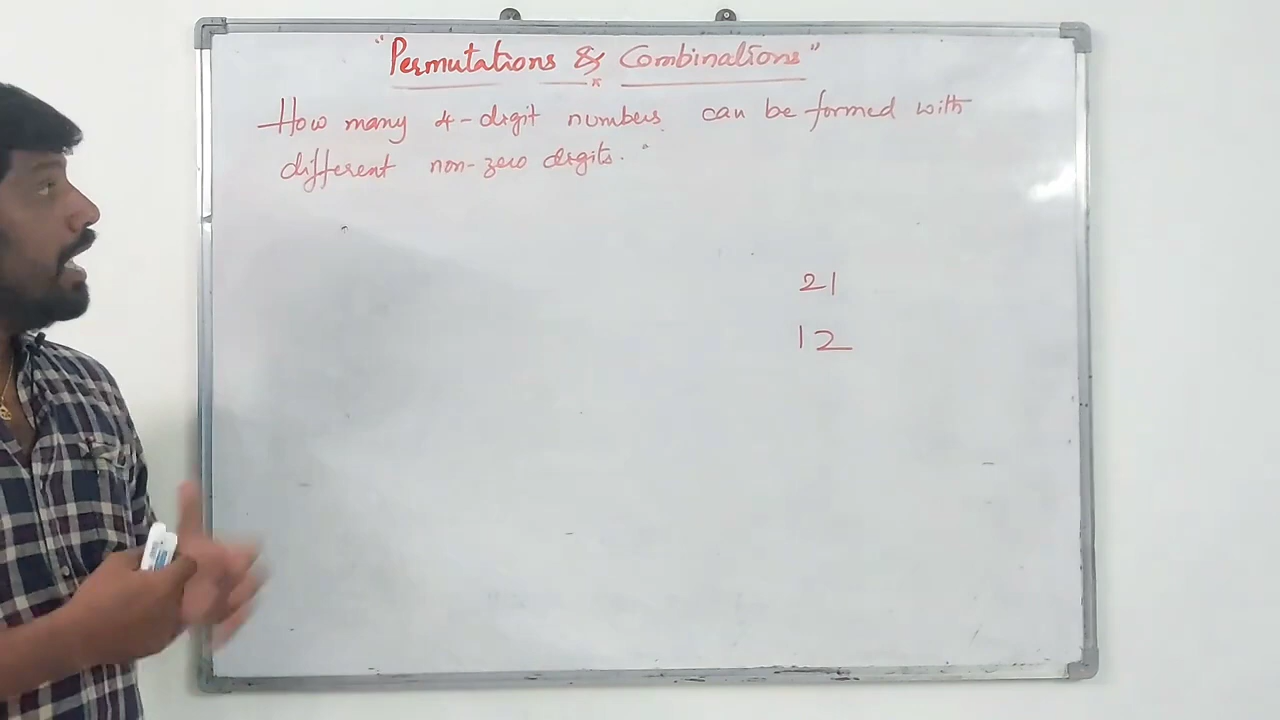 "Permutations & Combinations"
How many 4-digit numbers can be formed with
different non-zero digits.
21
12